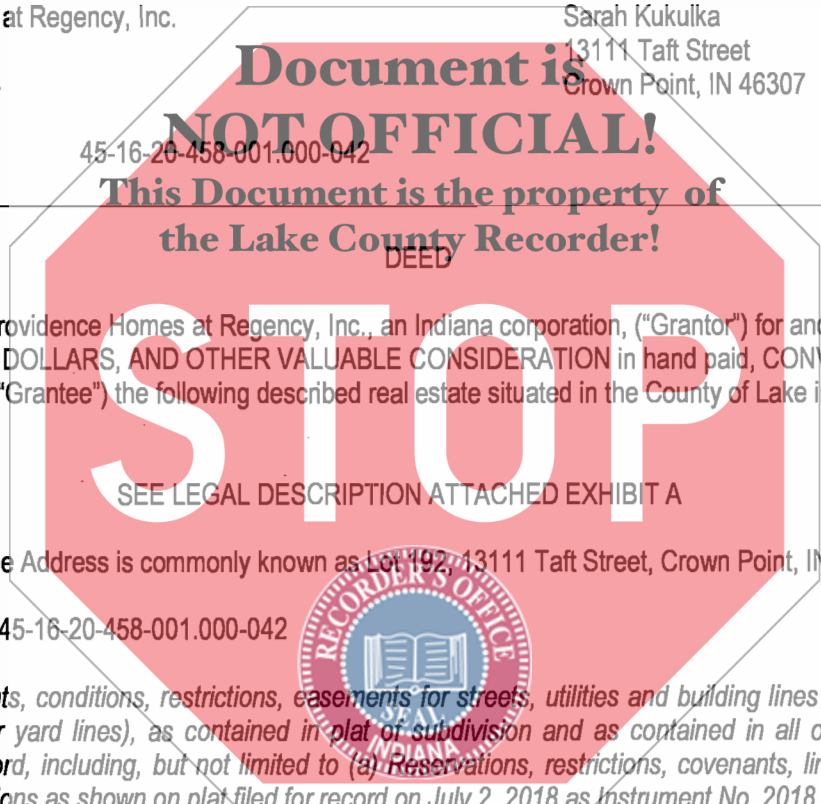 at Regency, Inc.
Sarah Kukulka
13111 Taft Street
Crown Point, IN 46307
Document is
NOT OFFICIAL!
This Document is the property of
the Lake County Recorder!
45-16-20-458-001.000-042
DEED
STOP
rovidence Homes at Regency, Inc., an Indiana corporation, ("Grantor") for and
DOLLARS, AND OTHER VALUABLE CONSIDERATION in hand paid, CONV
"Grantee") the following described real estate situated in the County of Lake i
SEE LEGAL DESCRIPTION ATTACHED EXHIBIT A
e Address is commonly known as Lot 192, 13111 Taft Street, Crown Point, IN
45-16-20-458-001.000-042
RECORDER'S OFFICE
SEAL
INDIANA
ts, conditions, restrictions, easements for streets, utilities and building lines
r yard lines), as contained in plat of subdivision and as contained in all o
ord, including, but not limited to (a) Reservations, restrictions, covenants, lim
ions as shown on plat filed for record on July 2, 2018 as Instrument No. 2018